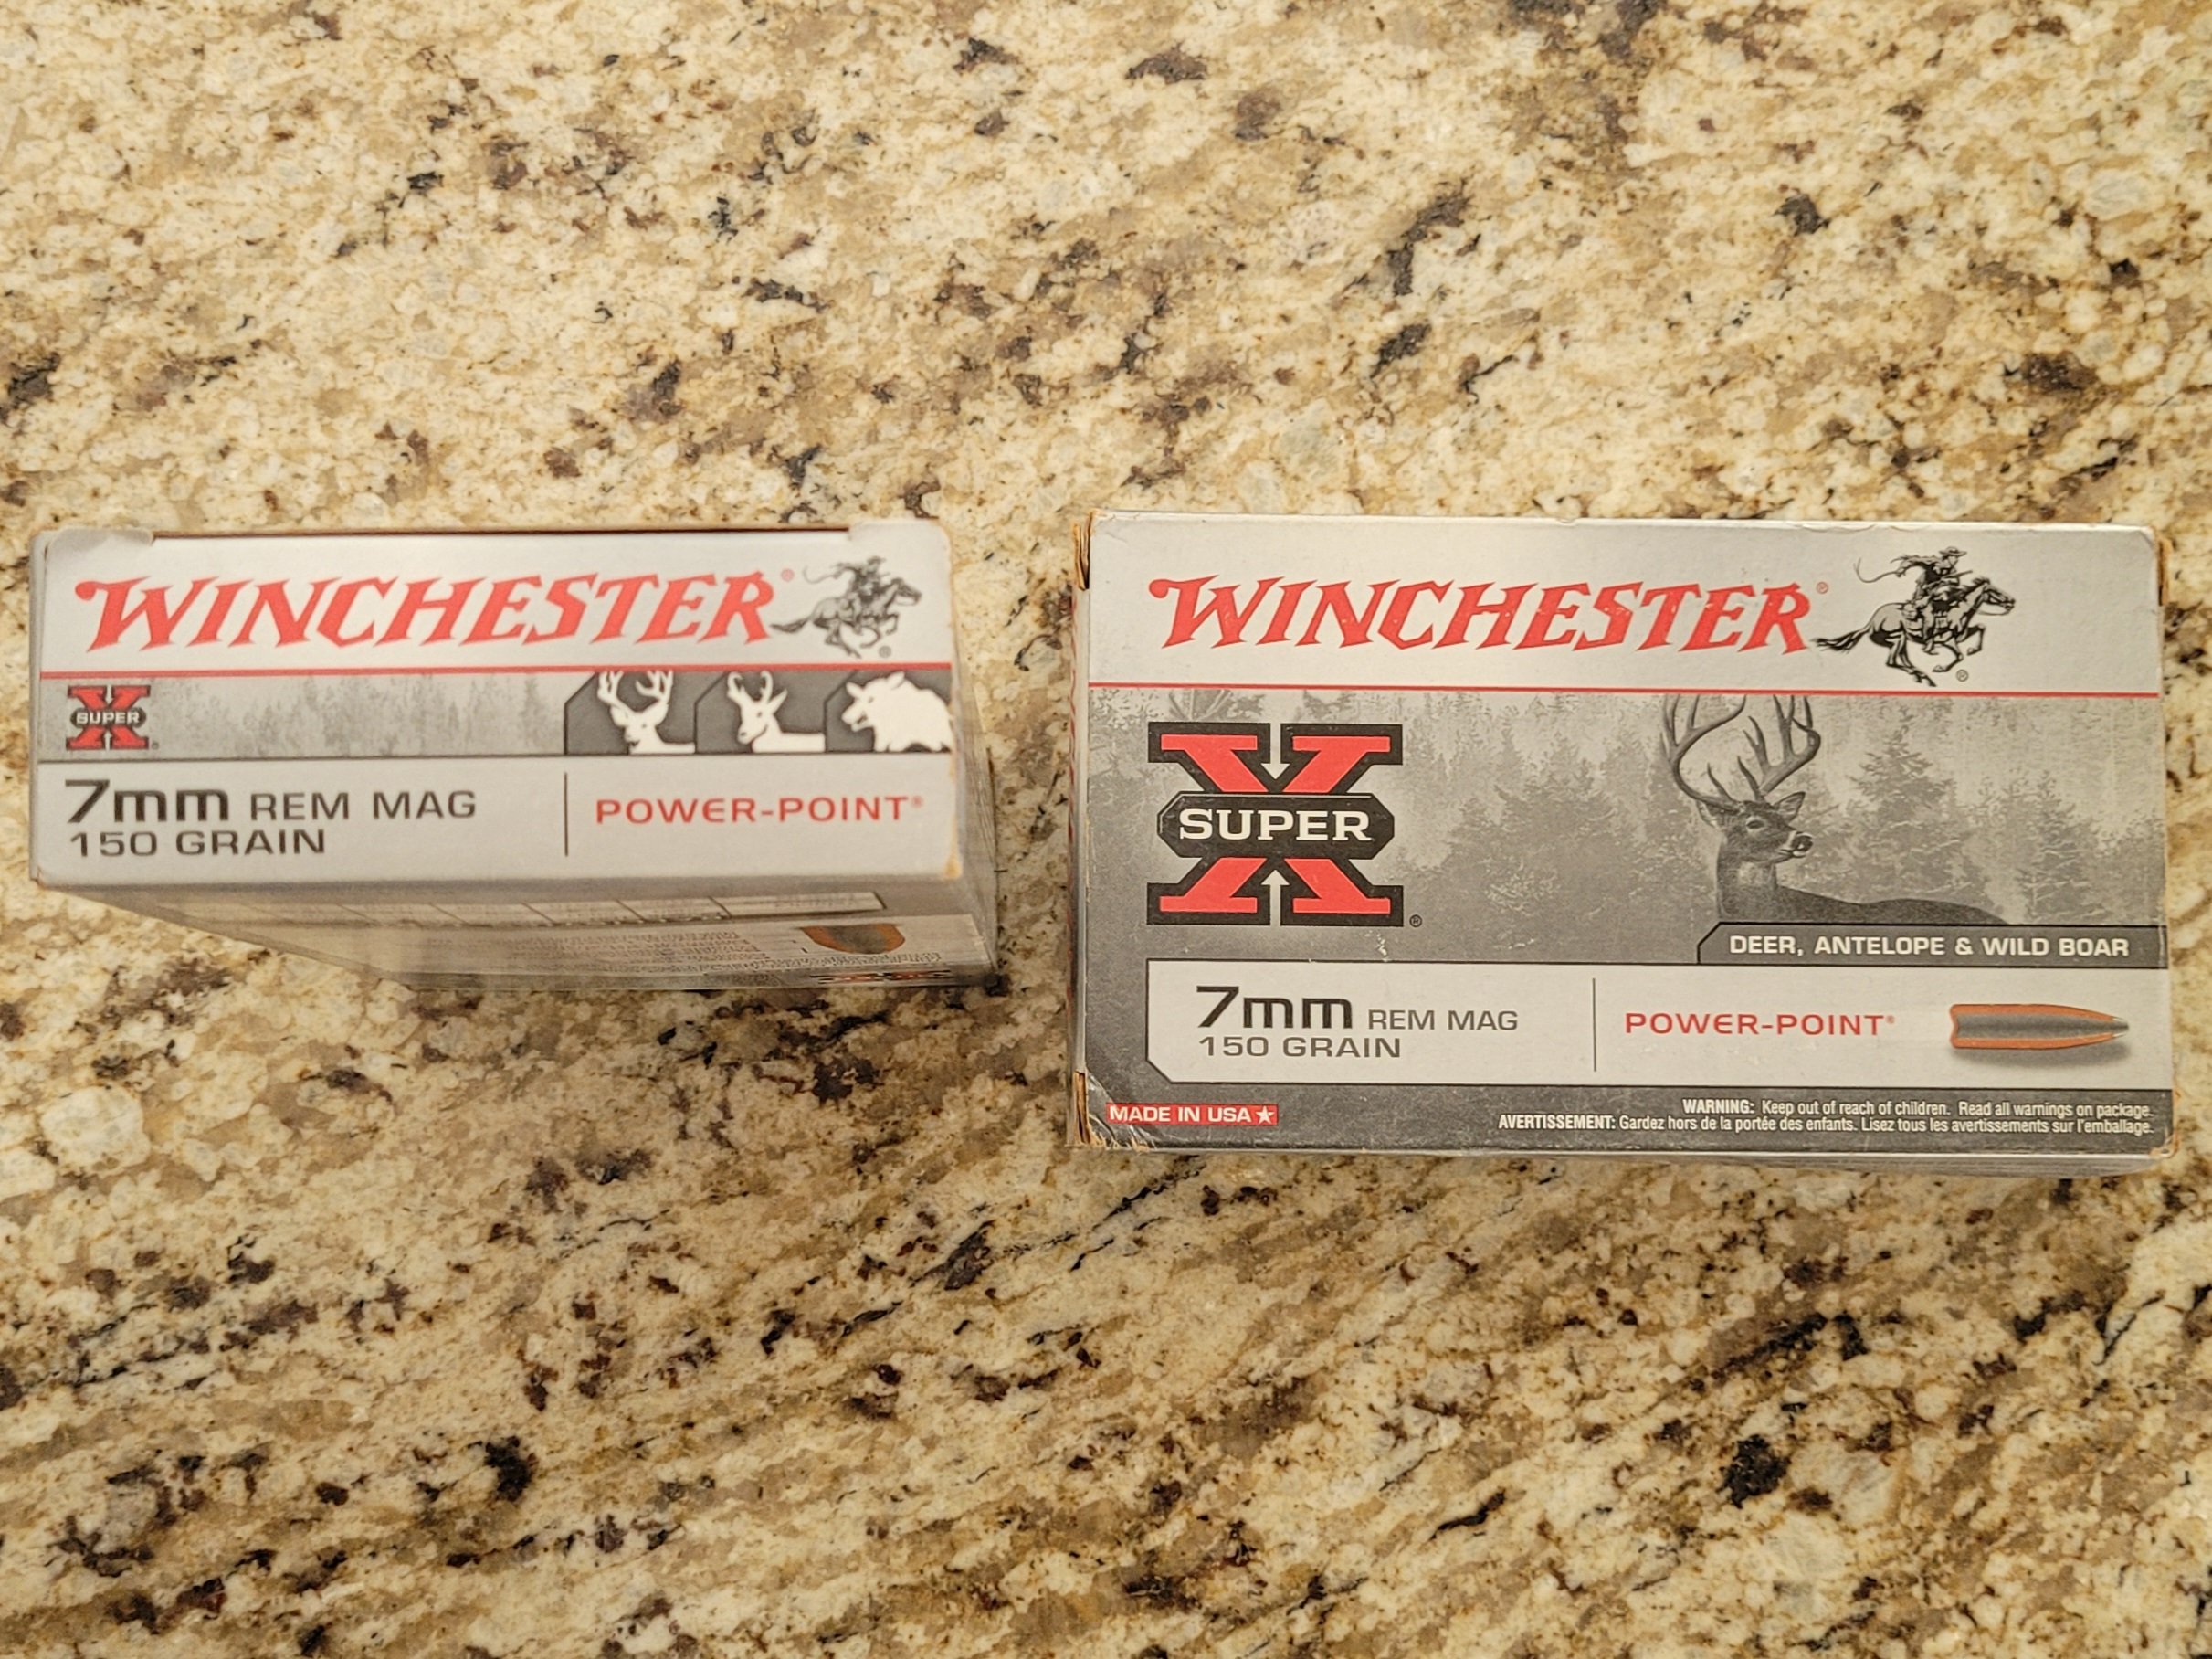 WINCHESTER®
X SUPER ®
7mm REM MAG
150 GRAIN
POWER-POINT®
WINCHESTER®
X SUPER ®
DEER, ANTELOPE & WILD BOAR
7mm REM MAG
150 GRAIN
POWER-POINT®
MADE IN USA
WARNING: Keep out of reach of children. Read all warnings on package.
AVERTISSEMENT: Gardez hors de la portée des enfants. Lisez tous les avertissements sur l'emballage.